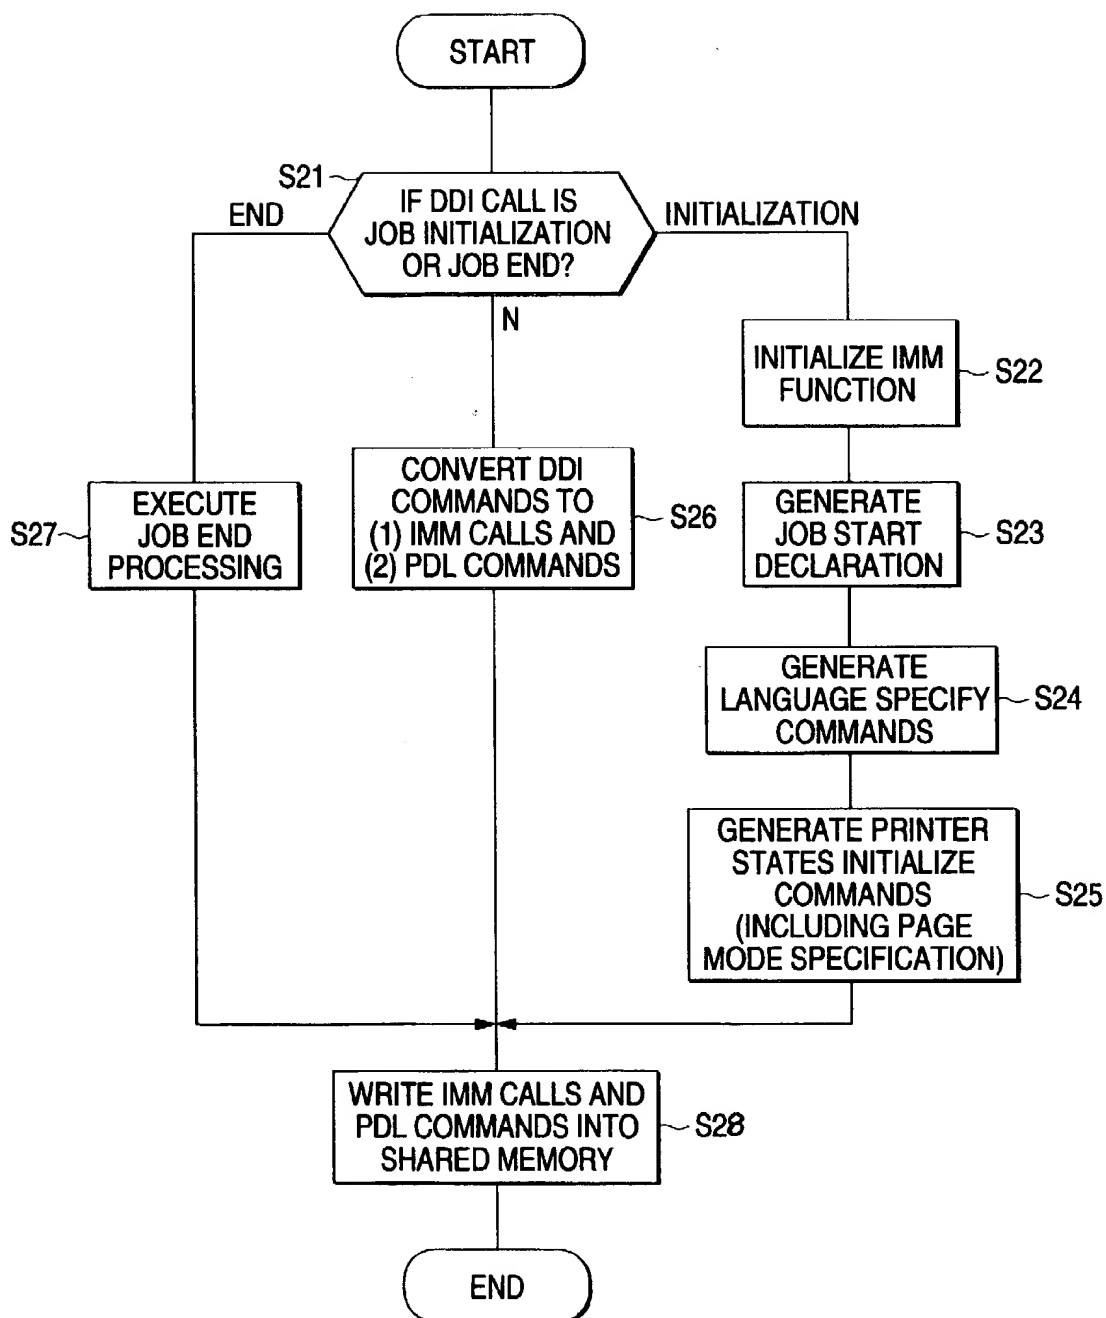 START
S21
IF DDI CALL IS
JOB INITIALIZATION
OR JOB END?
END
INITIALIZATION
N
INITIALIZE IMM
FUNCTION
S22
CONVERT DDI
COMMANDS TO
(1) IMM CALLS AND
(2) PDL COMMANDS
S26
EXECUTE
JOB END
PROCESSING
S27
GENERATE
JOB START
DECLARATION
S23
GENERATE
LANGUAGE SPECIFY
COMMANDS
S24
GENERATE PRINTER
STATES INITIALIZE
COMMANDS
(INCLUDING PAGE
MODE SPECIFICATION)
S25
WRITE IMM CALLS AND
PDL COMMANDS INTO
SHARED MEMORY
S28
END